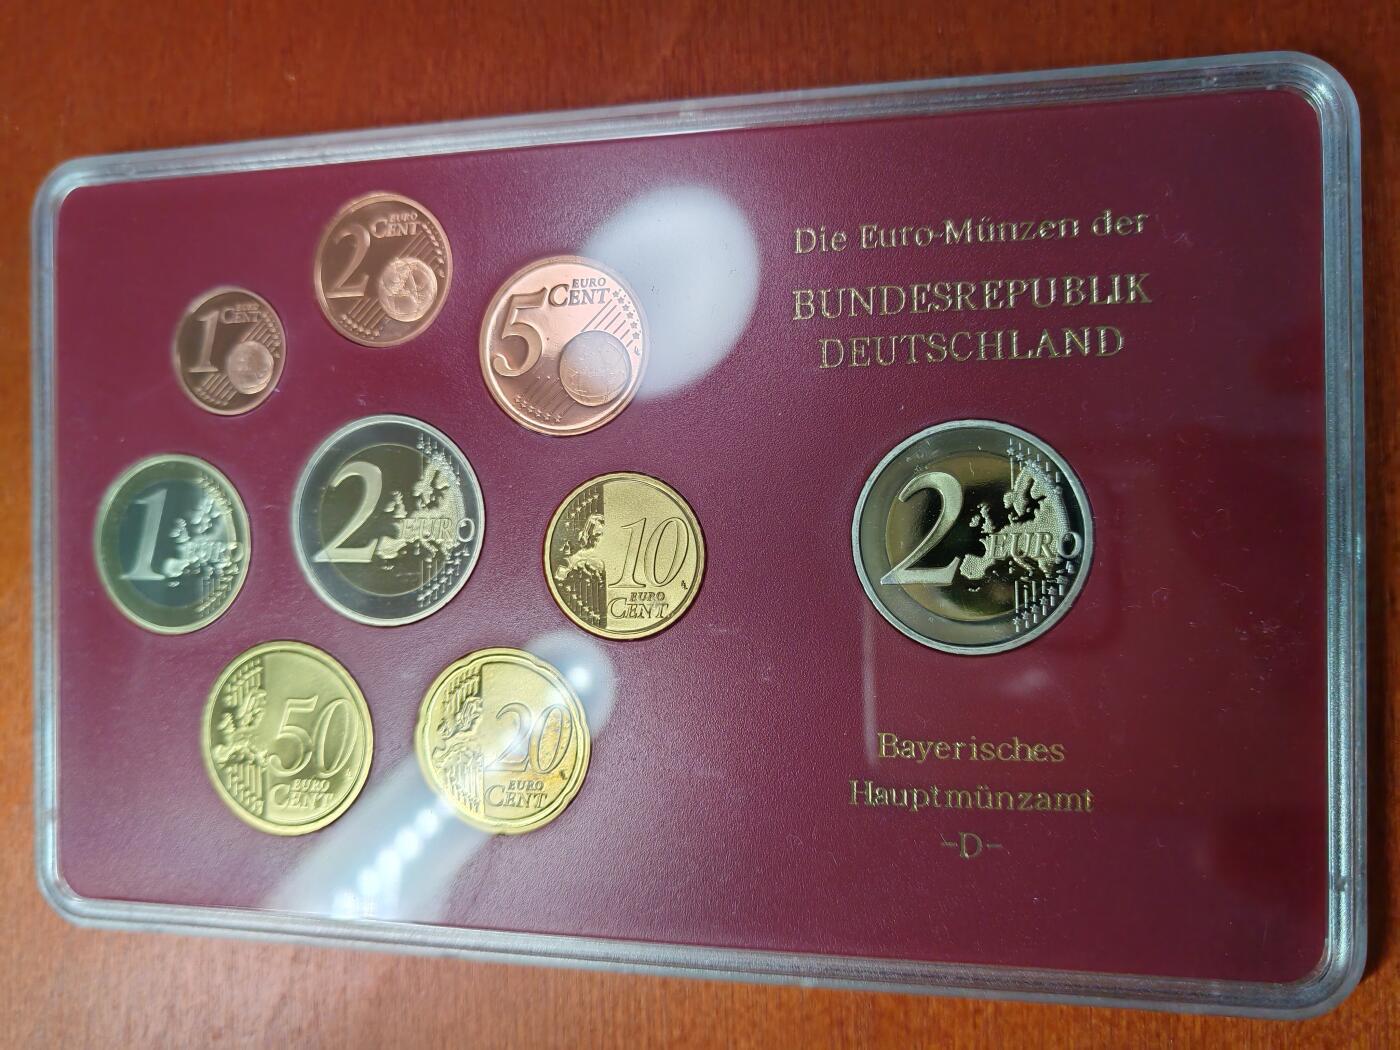 Die Euro-Münzen der
BUNDESREPUBLIK
DEUTSCHLAND
2 EURO CENT
1 EURO CENT
5 EURO CENT
1 EURO
2 EURO
10 EURO CENT
2 EURO
50 EURO CENT
20 EURO CENT
Bayerisches
Hauptmünzamt
-D-